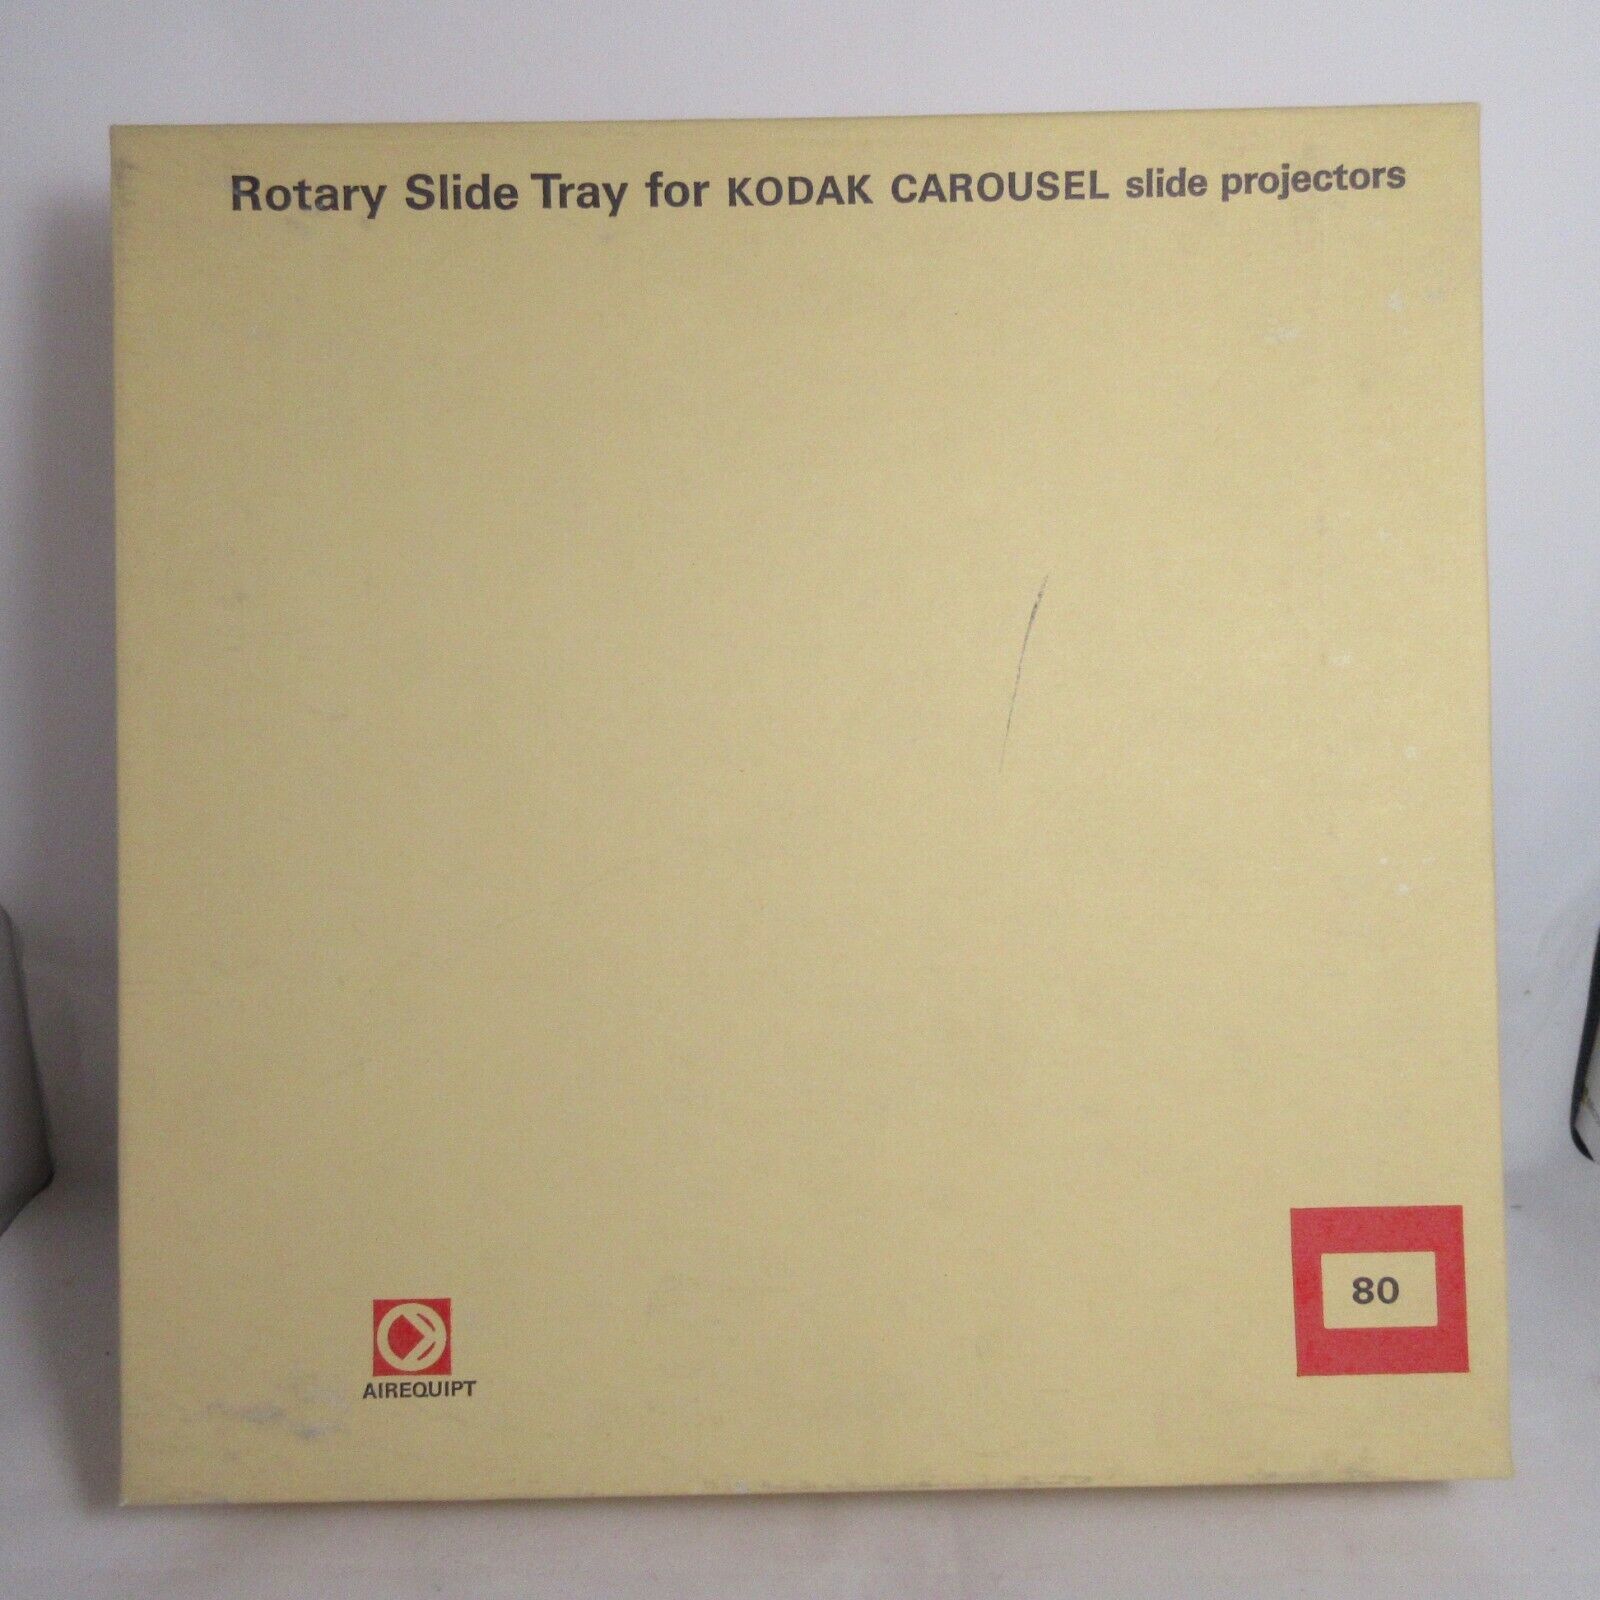 Rotary Slide Tray for KODAK CAROUSEL slide projectors
80
AIREQUIPT